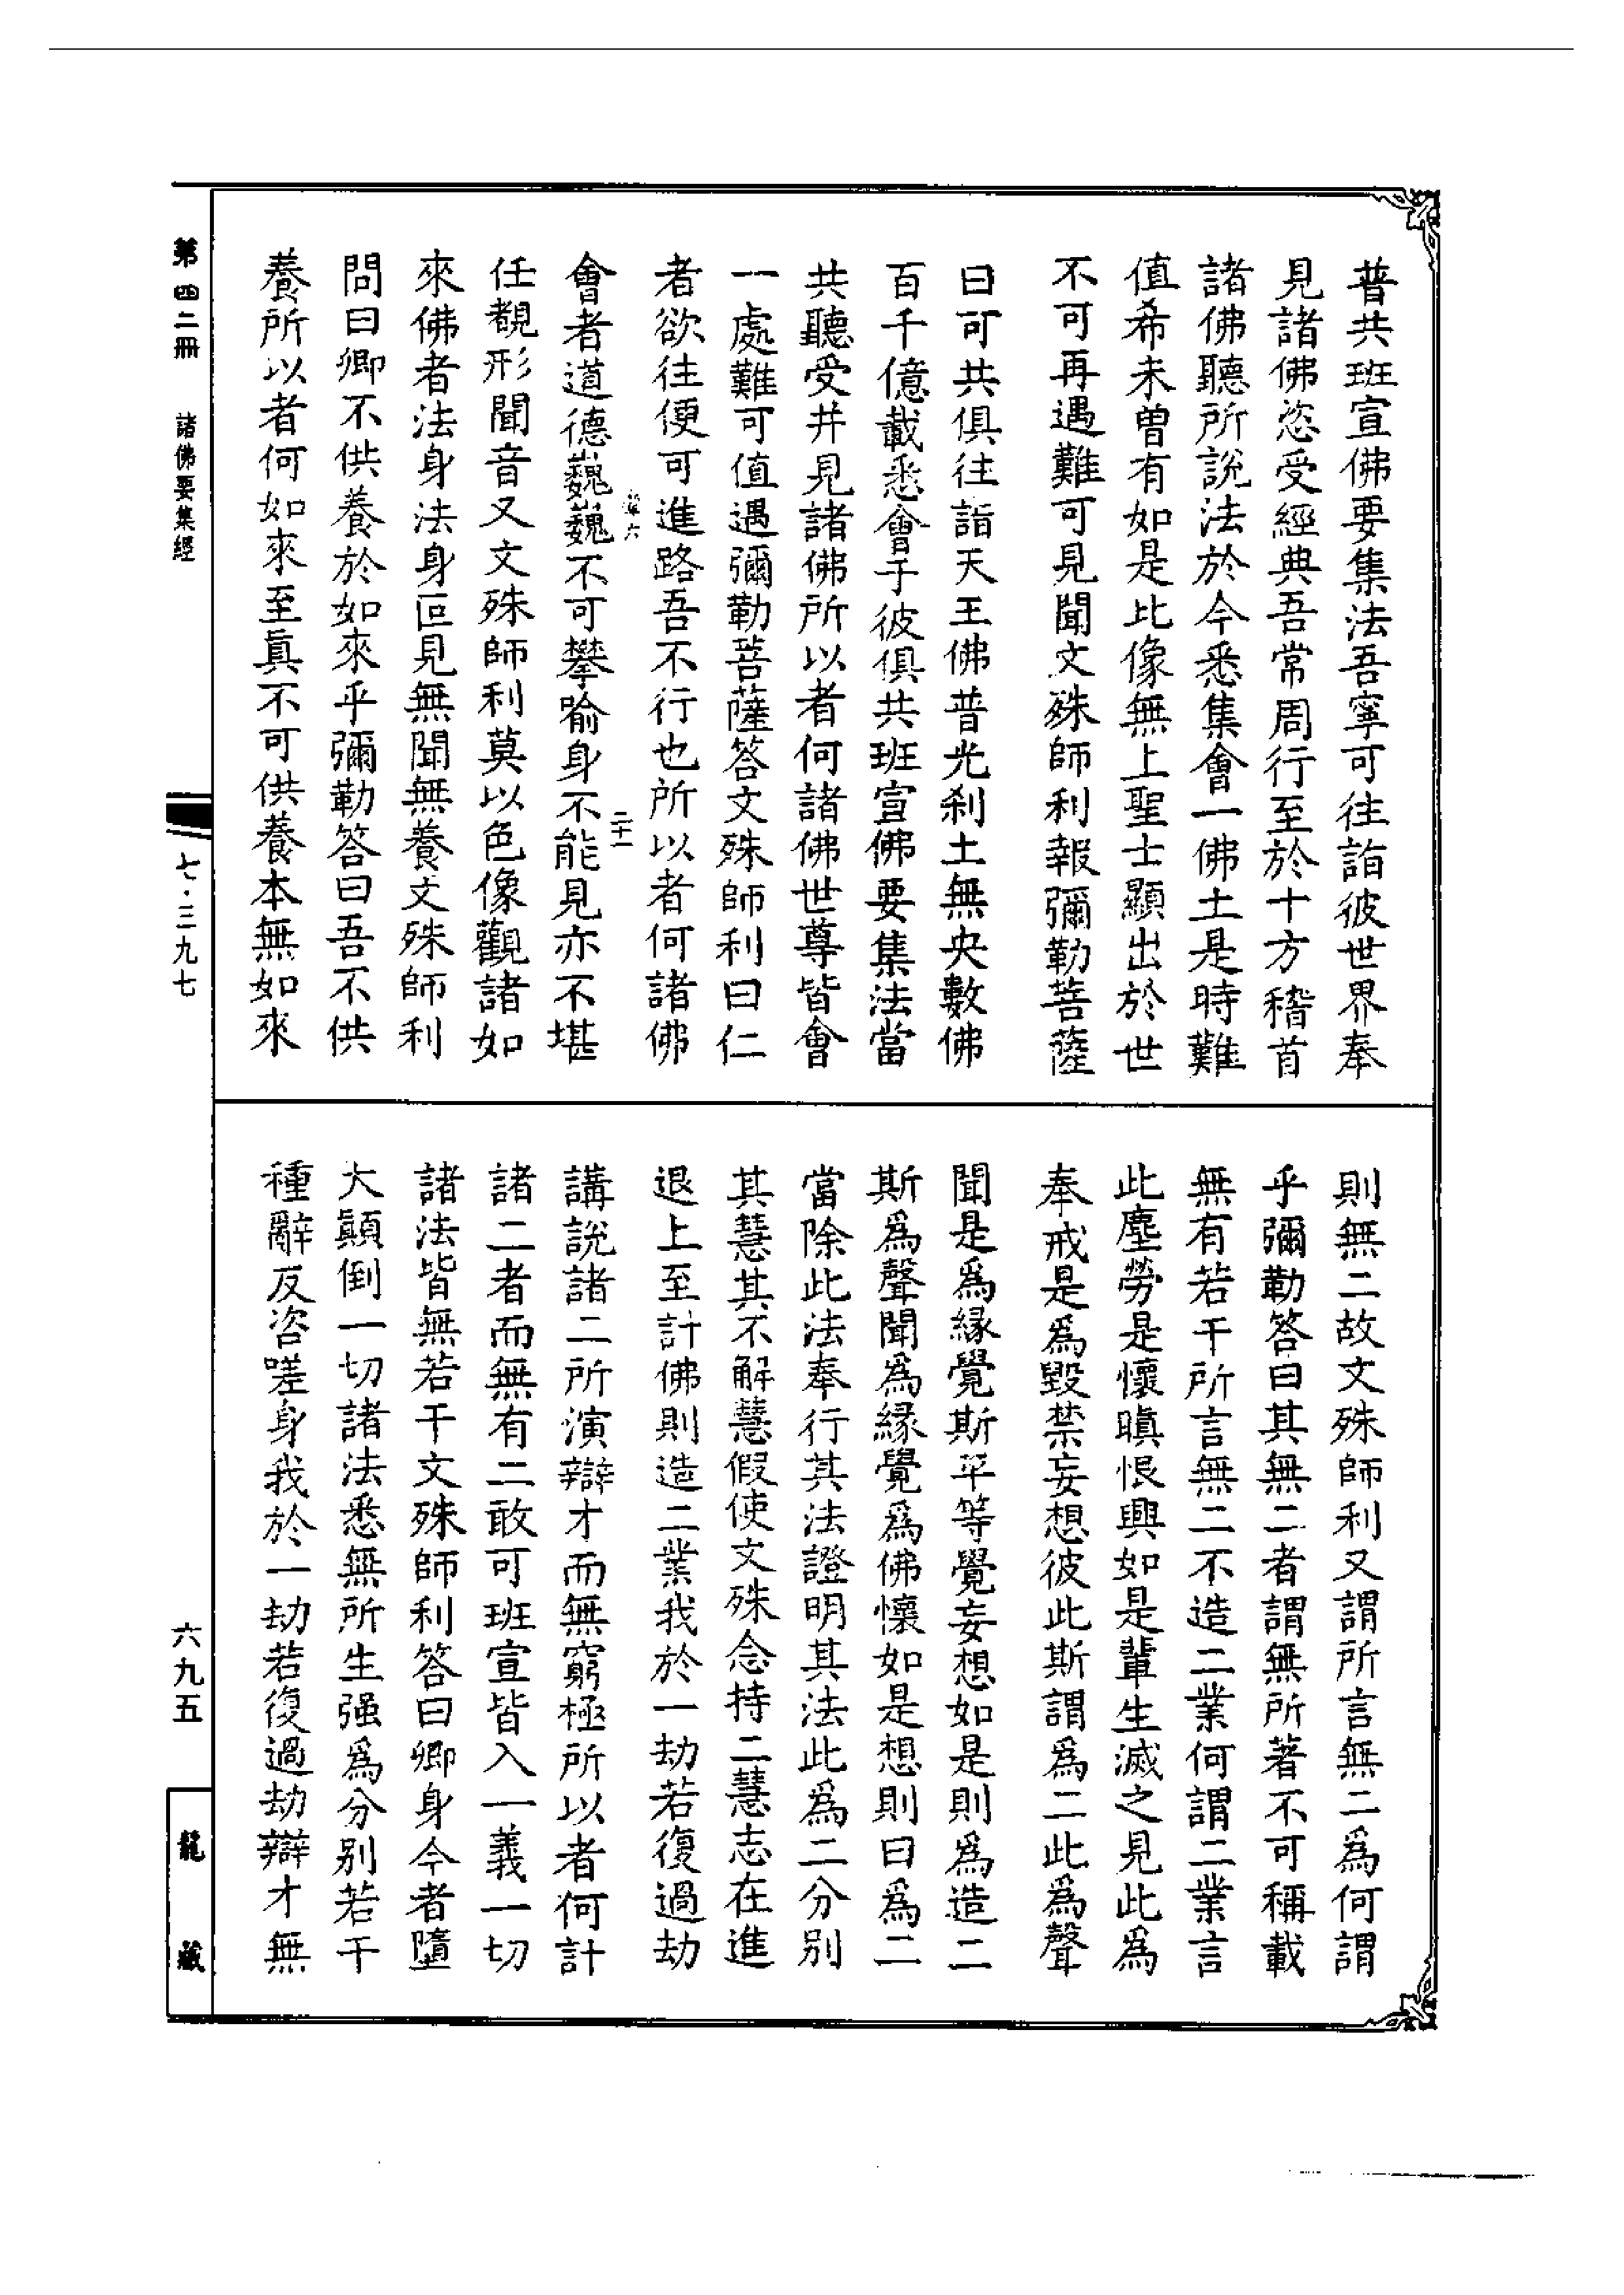 普共班宣佛要集法吾寧可往詣彼世界奉
見諸佛恣受經典吾常周行至於十方稽首
諸佛聽所說法於今悉集會一佛土是時難
值希未曽有如是比像無上聖士顯出於世
不可再遇難可見聞文殊師利報彌勒菩薩
曰可共俱往詣天王佛普光刹土無央數佛
百千億載悉會于彼俱共班宣佛要集法當
共聽受并見諸佛所以者何諸佛世尊皆會
一處難可值遇彌勒菩薩答文殊師利曰仁
者欲往便可進路吾不行也所以者何諸佛
六 二十一
會者道德巍巍不可攀喻身不能見亦不堪
任覩形聞音又文殊師利莫以色像觀諸如
來佛者法身法身叵見無聞無養文殊師利
問曰卿不供養於如來乎彌勒答曰吾不供
養所以者何如來至眞不可供養本無如來
則無二故文殊師利又謂所言無二爲何謂
乎彌勒答曰其無二者謂無所著不可稱載
無有若干所言無二不造二業何謂二業言
此塵勞是懷瞋恨興如是輩生滅之見此爲
奉戒是爲毀禁妄想彼此斯謂爲二此爲聲
聞是爲縁覺斯平等覺妄想如是則爲造二
斯爲聲聞爲縁覺爲佛懷如是想則曰爲二
當除此法奉行其法證明其法此爲二分别
其慧其不解慧假使文殊念持二慧志在進
退上至計佛則造二業我於一劫若復過劫
講說諸二所演辯才而無窮極所以者何計
諸二者而無有二敢可班宣皆入一義一切
諸法皆無若干文殊師利答曰卿身今者墮
大顛倒一切諸法悉無所生强爲分别若干
種辭反咨嗟身我於一劫若復過劫辯才無
第四二冊 諸佛要集經
七·三九七
六九五
龍藏